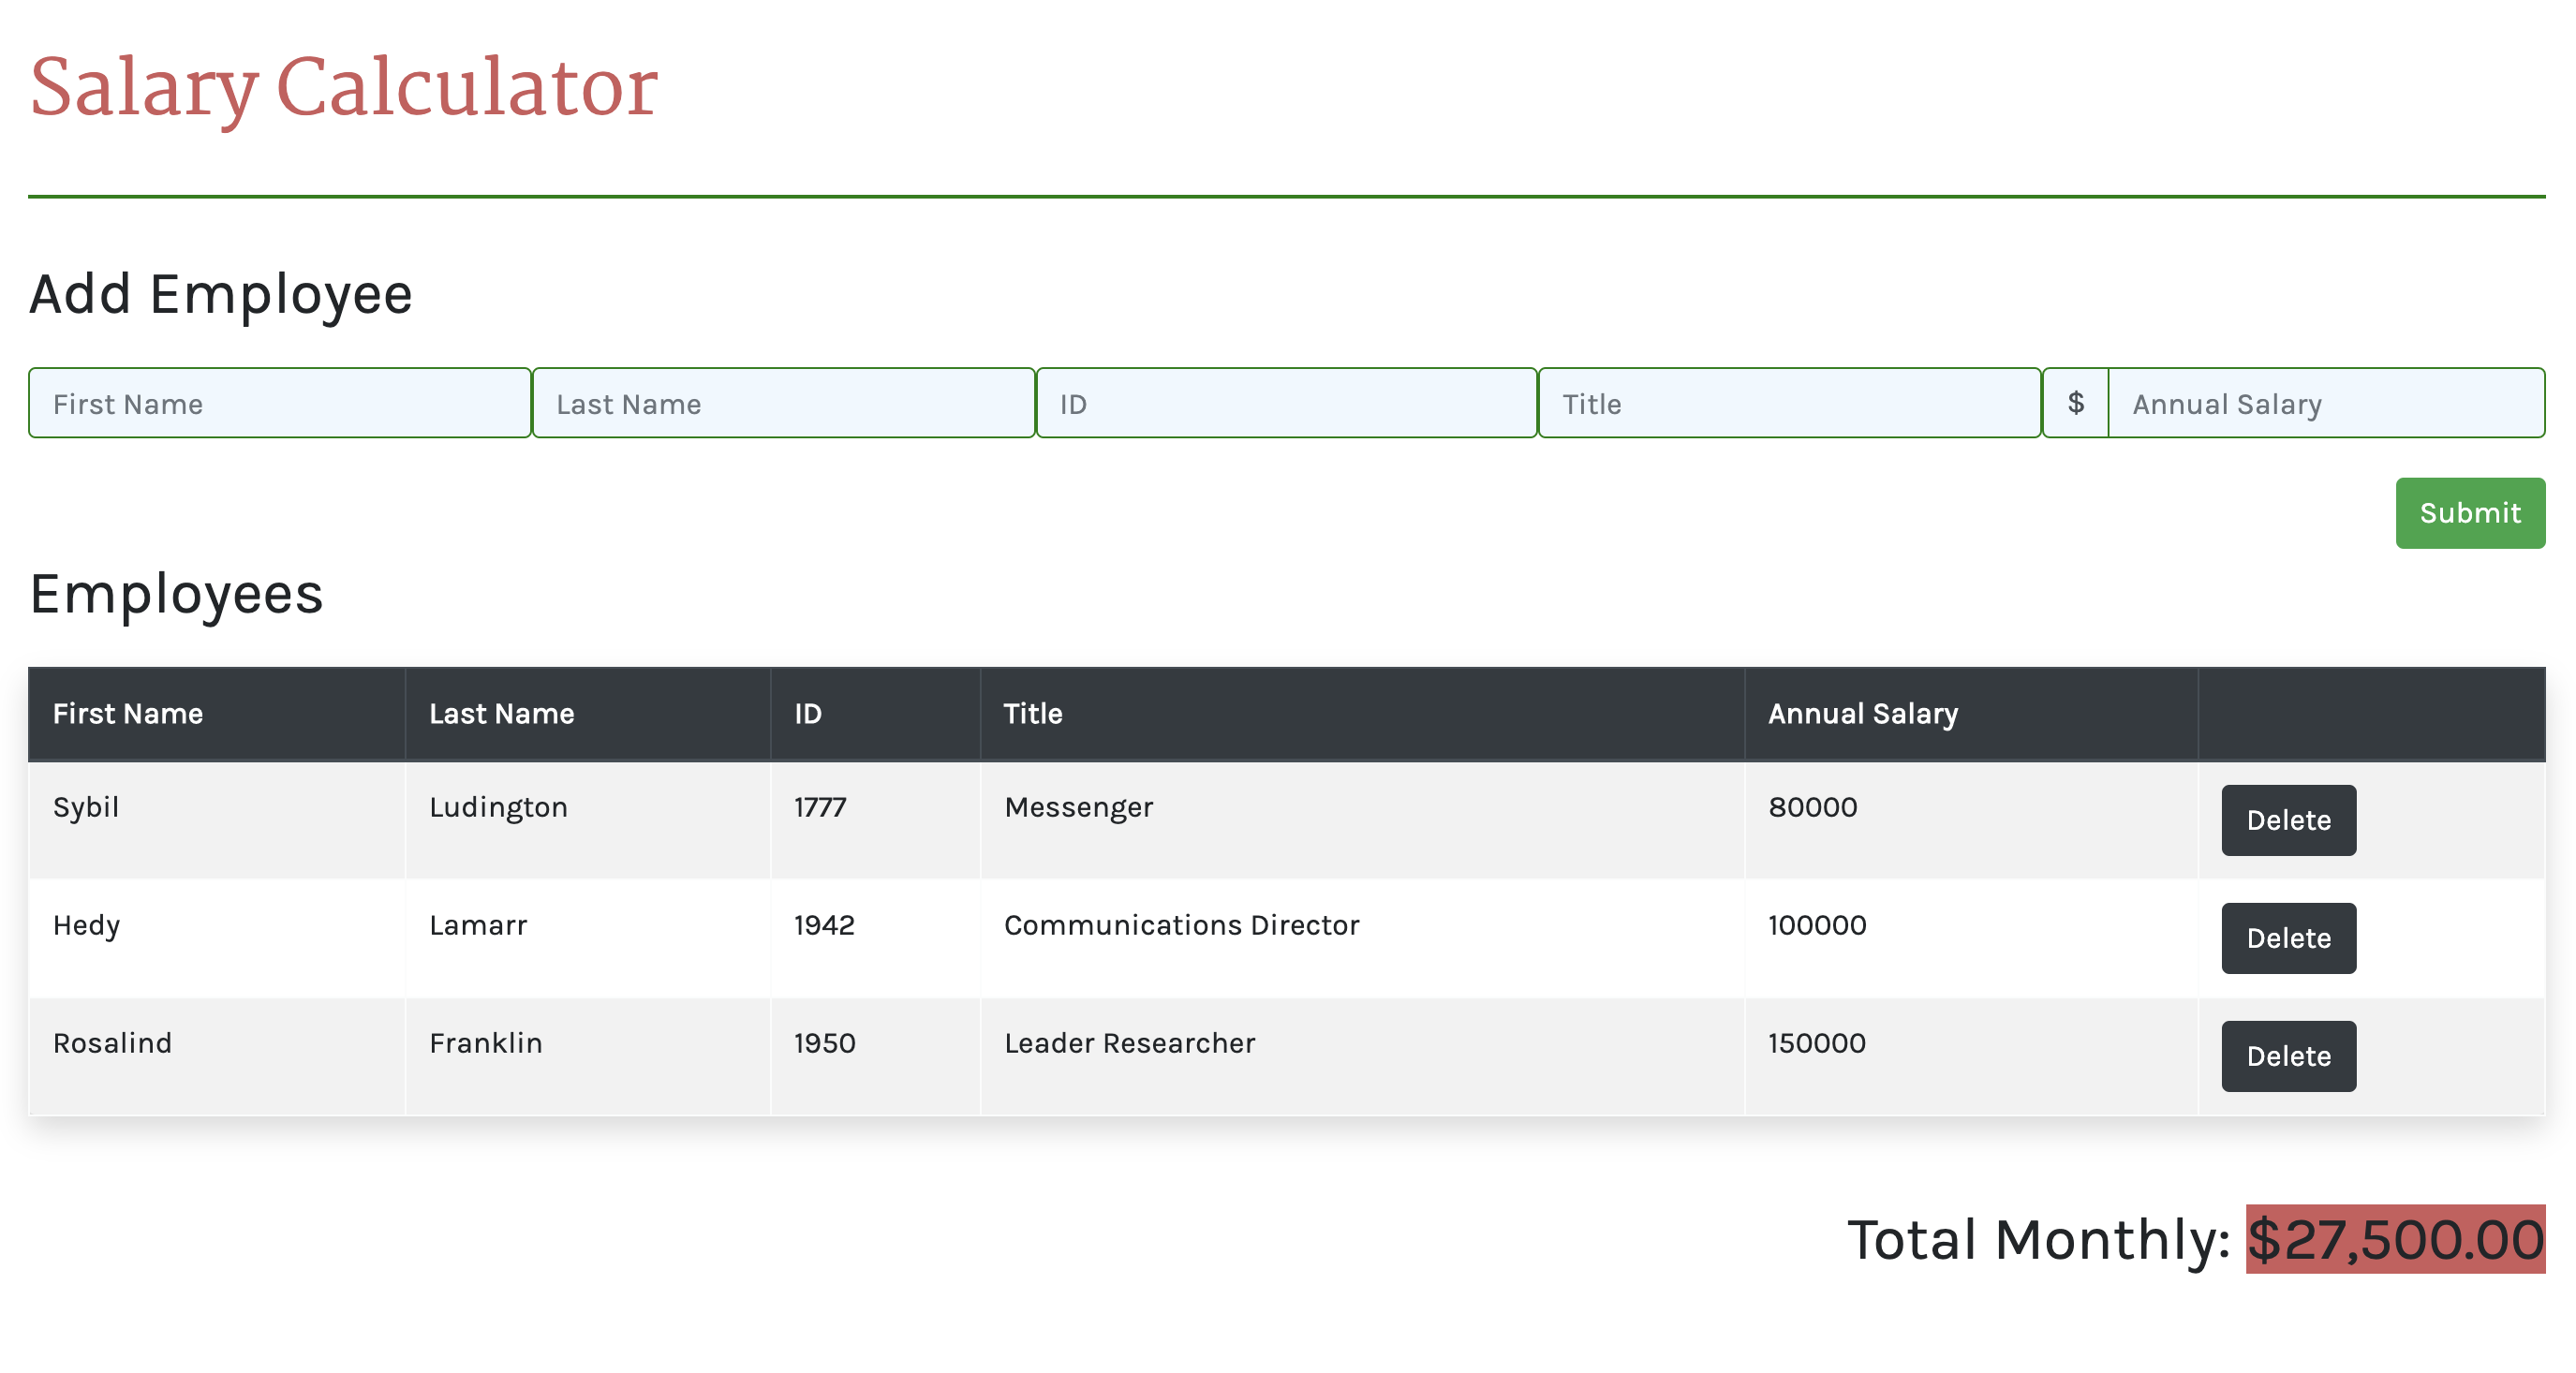 Salary Calculator
Add Employee
First Name Last Name ID Title $ Annual Salary
Submit
Employees
First Name Last Name ID Title Annual Salary
Sybil Ludington 1777 Messenger 80000 Delete
Hedy Lamarr 1942 Communications Director 100000 Delete
Rosalind Franklin 1950 Leader Researcher 150000 Delete
Total Monthly: $27,500.00